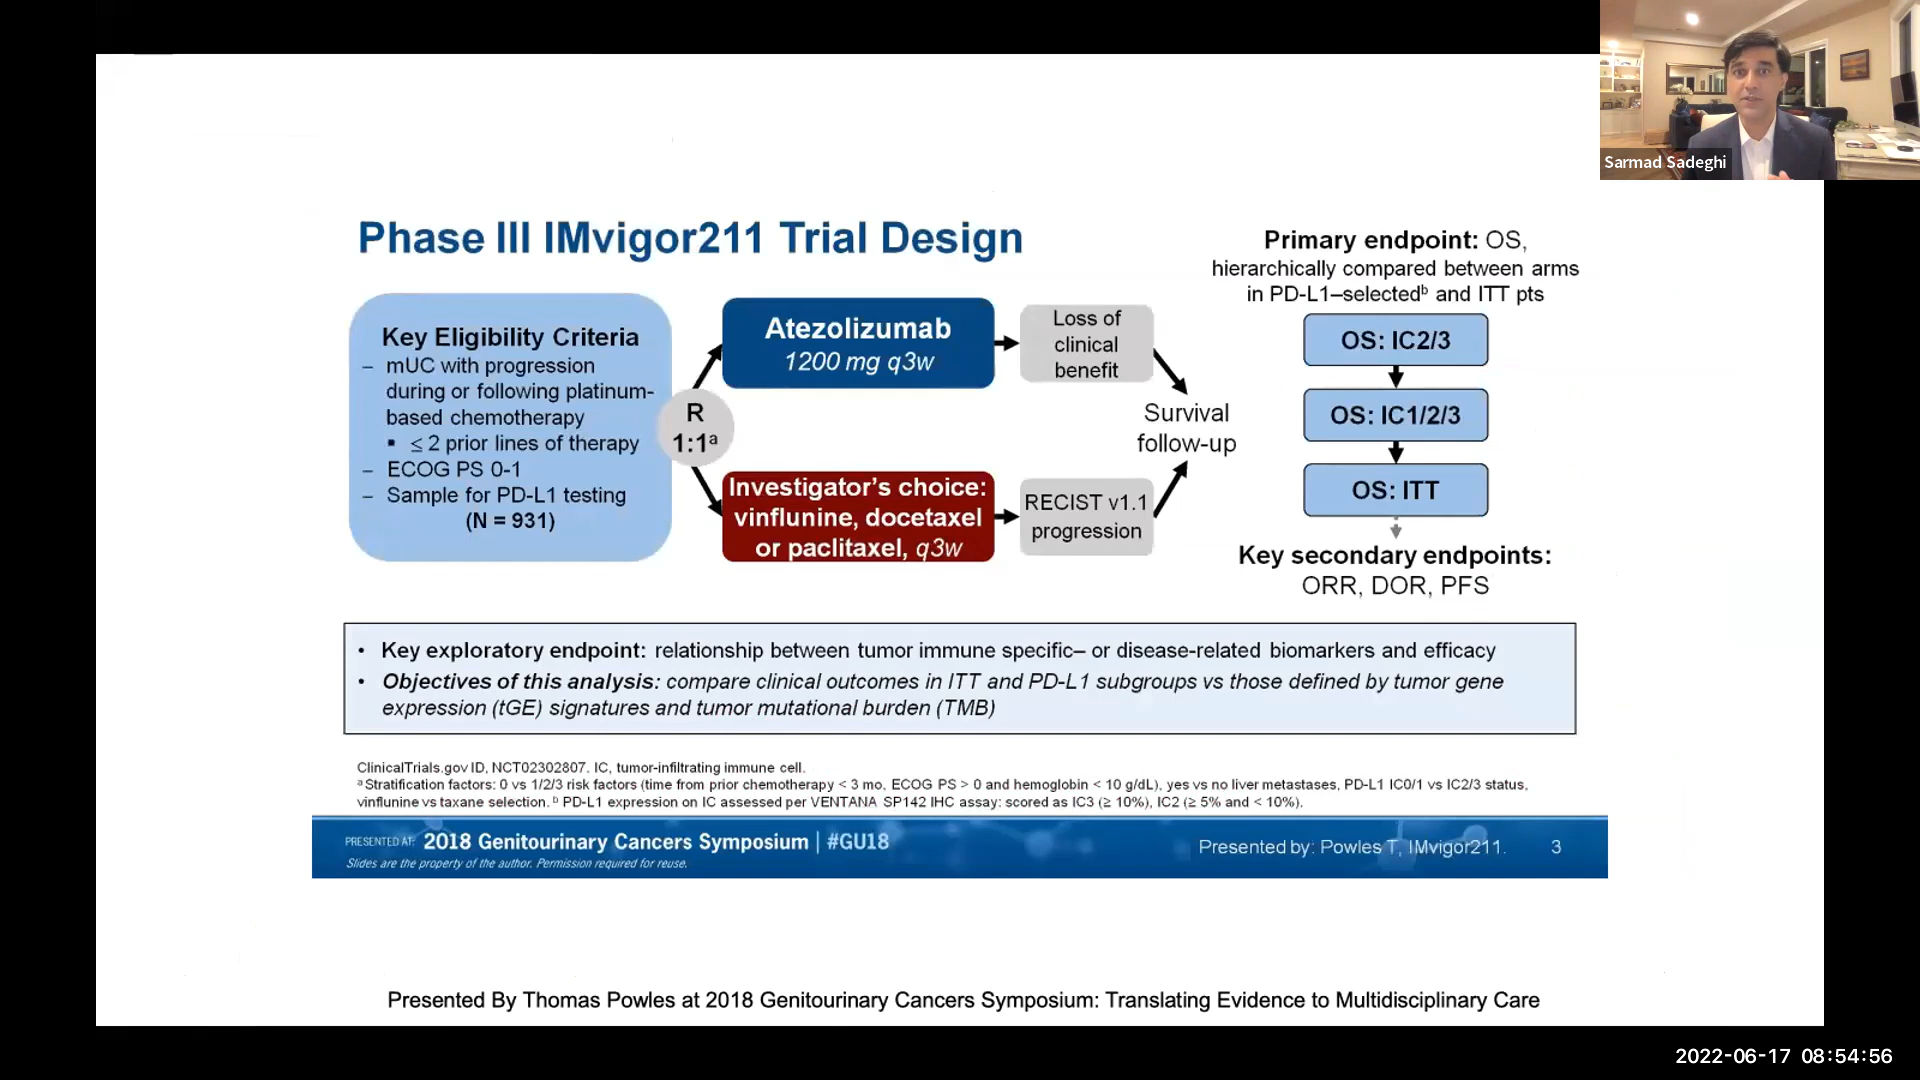 Sarmad Sadeghi
Phase III IMvigor211 Trial Design
Key Eligibility Criteria
– mUC with progression
during or following platinum-
based chemotherapy
▪ ≤ 2 prior lines of therapy
– ECOG PS 0-1
– Sample for PD-L1 testing
(N = 931)
R
1:1ᵃ
Atezolizumab
1200 mg q3w
Investigator's choice:
vinflunine, docetaxel
or paclitaxel, q3w
Loss of
clinical
benefit
RECIST v1.1
progression
Survival
follow-up
Primary endpoint: OS,
hierarchically compared between arms
in PD-L1–selectedᵇ and ITT pts
OS: IC2/3
OS: IC1/2/3
OS: ITT
Key secondary endpoints:
ORR, DOR, PFS
• Key exploratory endpoint: relationship between tumor immune specific– or disease-related biomarkers and efficacy
• Objectives of this analysis: compare clinical outcomes in ITT and PD-L1 subgroups vs those defined by tumor gene
expression (tGE) signatures and tumor mutational burden (TMB)
ClinicalTrials.gov ID, NCT02302807. IC, tumor-infiltrating immune cell.
ᵃ Stratification factors: 0 vs 1/2/3 risk factors (time from prior chemotherapy < 3 mo, ECOG PS > 0 and hemoglobin < 10 g/dL), yes vs no liver metastases, PD-L1 IC0/1 vs IC2/3 status,
vinflunine vs taxane selection. ᵇ PD-L1 expression on IC assessed per VENTANA SP142 IHC assay: scored as IC3 (≥ 10%), IC2 (≥ 5% and < 10%).
PRESENTED AT: 2018 Genitourinary Cancers Symposium | #GU18
Slides are the property of the author. Permission required for reuse.
Presented by: Powles T, IMvigor211. 3
Presented By Thomas Powles at 2018 Genitourinary Cancers Symposium: Translating Evidence to Multidisciplinary Care
2022-06-17 08:54:56